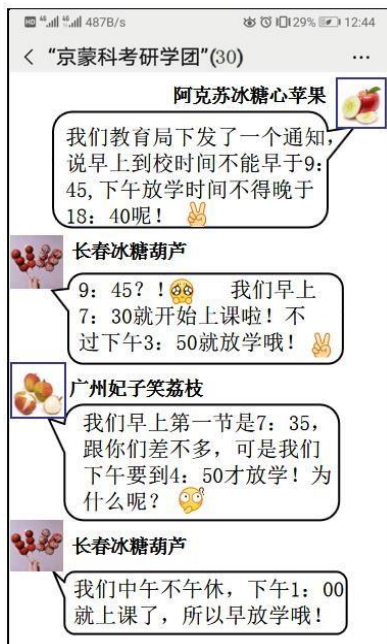 HD 4G 4G 487B/s 29% 12:44
“京蒙科考研学团”(30) ...
阿克苏冰糖心苹果
我们教育局下发了一个通知，
说早上到校时间不能早于9：
45,下午放学时间不得晚于
18：40呢！
长春冰糖葫芦
9：45？！ 我们早上
7：30就开始上课啦！不
过下午3：50就放学哦！
广州妃子笑荔枝
我们早上第一节是7：35，
跟你们差不多，可是我们
下午要到4：50才放学！为
什么呢？
长春冰糖葫芦
我们中午不午休，下午1：00
就上课了，所以早放学哦！